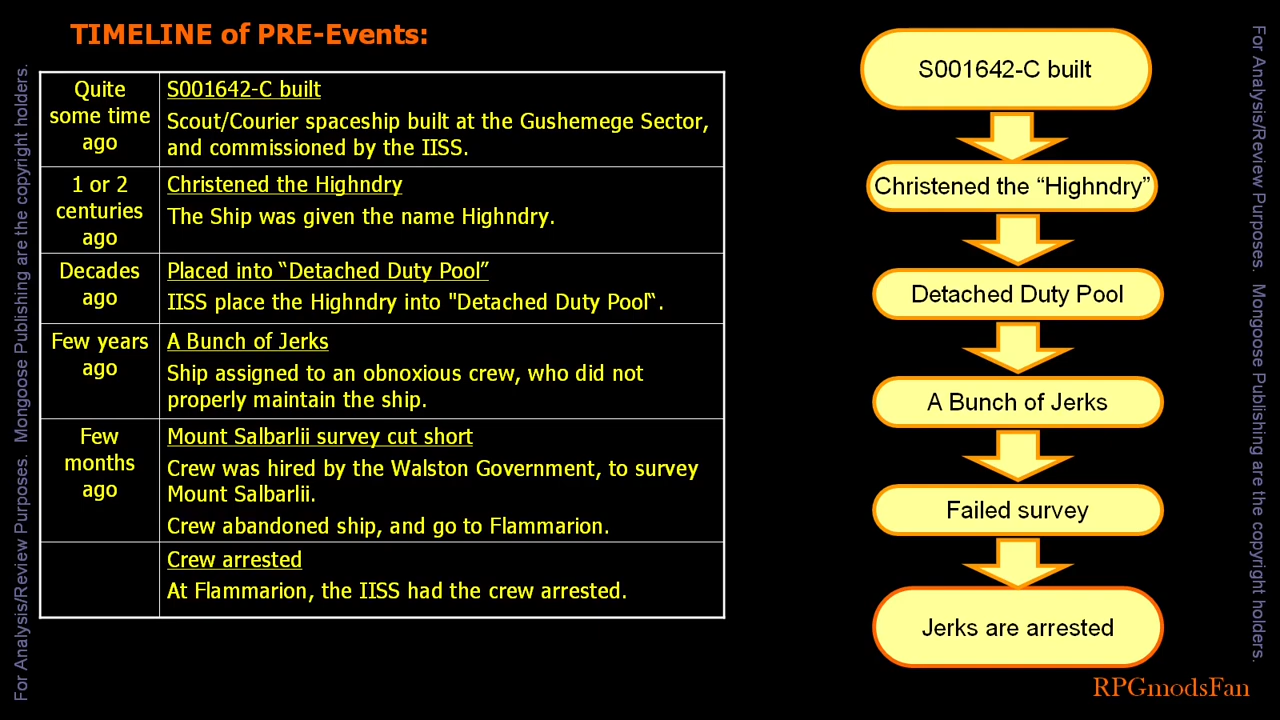 TIMELINE of PRE-Events:
Quite
some time
ago
S001642-C built
Scout/Courier spaceship built at the Gushemege Sector,
and commissioned by the IISS.
1 or 2
centuries
ago
Christened the Highndry
The Ship was given the name Highndry.
Decades
ago
Placed into “Detached Duty Pool”
IISS place the Highndry into "Detached Duty Pool“.
Few years
ago
A Bunch of Jerks
Ship assigned to an obnoxious crew, who did not
properly maintain the ship.
Few
months
ago
Mount Salbarlii survey cut short
Crew was hired by the Walston Government, to survey
Mount Salbarlii.
Crew abandoned ship, and go to Flammarion.
Crew arrested
At Flammarion, the IISS had the crew arrested.
S001642-C built
Christened the “Highndry”
Detached Duty Pool
A Bunch of Jerks
Failed survey
Jerks are arrested
For Analysis/Review Purposes.  Mongoose Publishing are the copyright holders.
For Analysis/Review Purposes.  Mongoose Publishing are the copyright holders.
RPGmodsFan